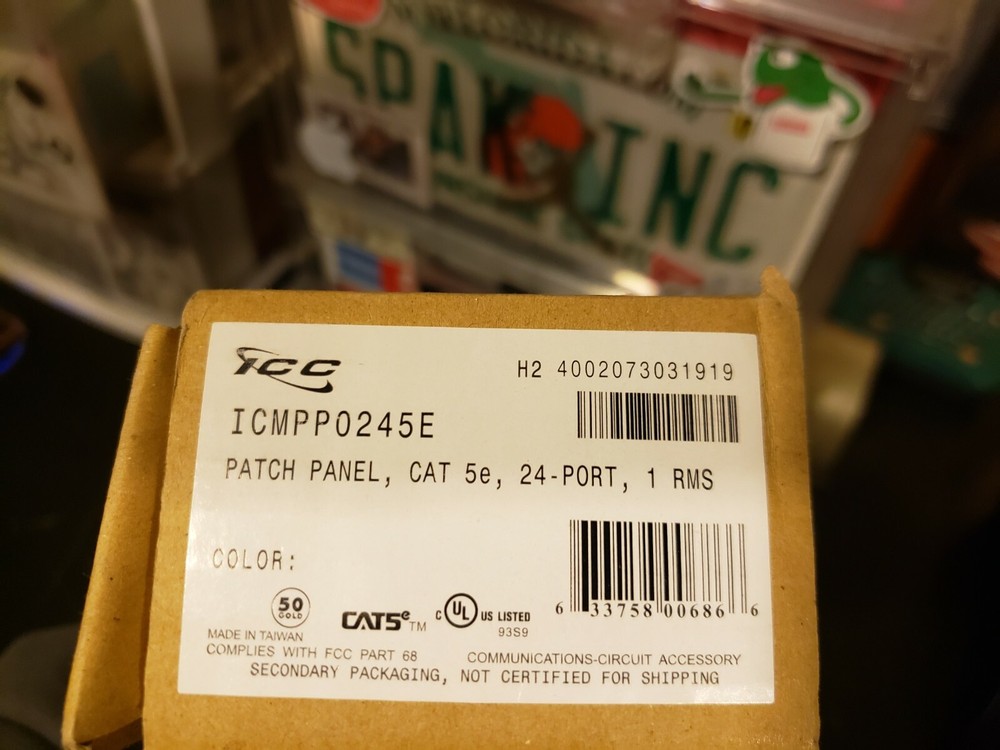 INC
ICC
H2 4002073031919
ICMPP0245E
PATCH PANEL, CAT 5e, 24-PORT, 1 RMS
COLOR:
50
GOLD
CAT5e TM
C UL US LISTED
93S9
6 33758 00686 6
MADE IN TAIWAN
COMPLIES WITH FCC PART 68
COMMUNICATIONS-CIRCUIT ACCESSORY
SECONDARY PACKAGING, NOT CERTIFIED FOR SHIPPING